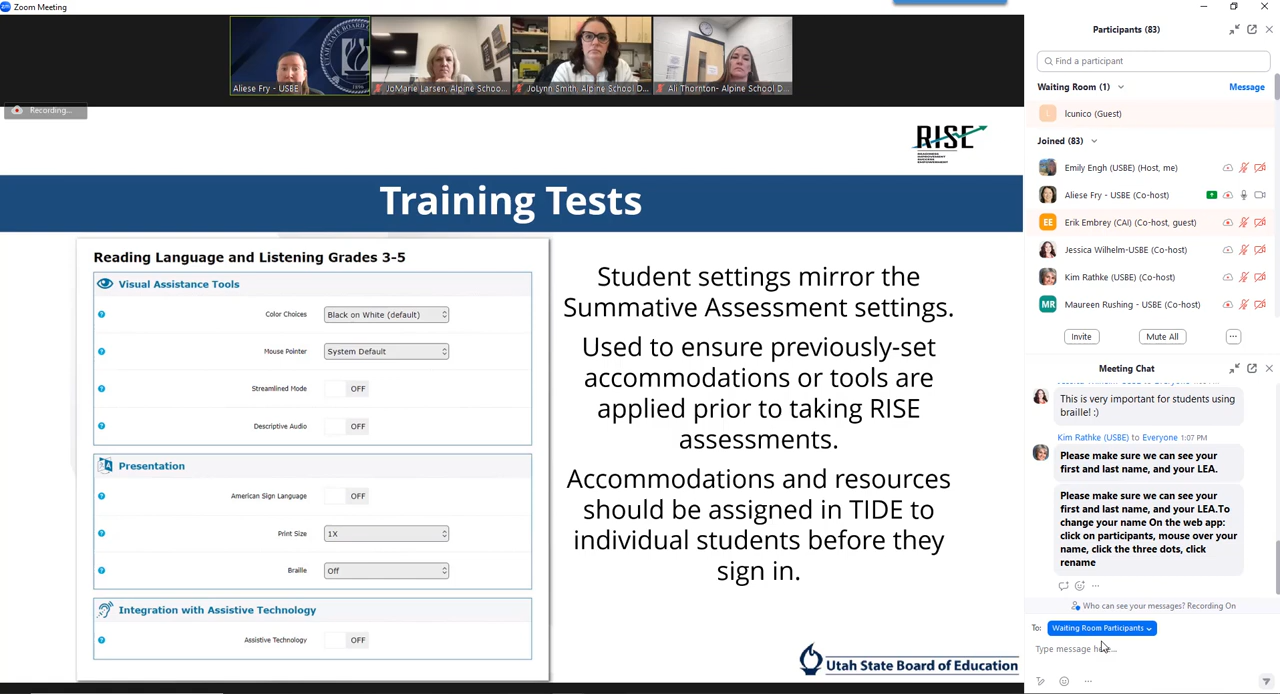 Zoom Meeting
Aliese Fry - USBE
JoMarie Larsen, Alpine Schoo...
JoLynn Smith, Alpine School D...
Ali Thornton- Alpine School D...
Recording...
RISE
Training Tests
Reading Language and Listening Grades 3-5
Visual Assistance Tools
Color Choices
Black on White (default)
Mouse Pointer
System Default
Streamlined Mode
OFF
Descriptive Audio
OFF
Presentation
American Sign Language
OFF
Print Size
1X
Braille
Off
Integration with Assistive Technology
Assistive Technology
OFF
Student settings mirror the
Summative Assessment settings.
Used to ensure previously-set
accommodations or tools are
applied prior to taking RISE
assessments.
Accommodations and resources
should be assigned in TIDE to
individual students before they
sign in.
Utah State Board of Education
Participants (83)
Find a participant
Waiting Room (1)
Message
lcunico (Guest)
Joined (83)
Emily Engh (USBE) (Host, me)
Aliese Fry - USBE (Co-host)
EE
Erik Embrey (CAI) (Co-host, guest)
Jessica Wilhelm-USBE (Co-host)
Kim Rathke (USBE) (Co-host)
MR
Maureen Rushing - USBE (Co-host)
Invite
Mute All
Meeting Chat
This is very important for students using
braille! :)
Kim Rathke (USBE) to Everyone 1:07 PM
Please make sure we can see your
first and last name, and your LEA.
Please make sure we can see your
first and last name, and your LEA.To
change your name On the web app:
click on participants, mouse over your
name, click the three dots, click
rename
Who can see your messages? Recording On
To:
Waiting Room Participants
Type message here...